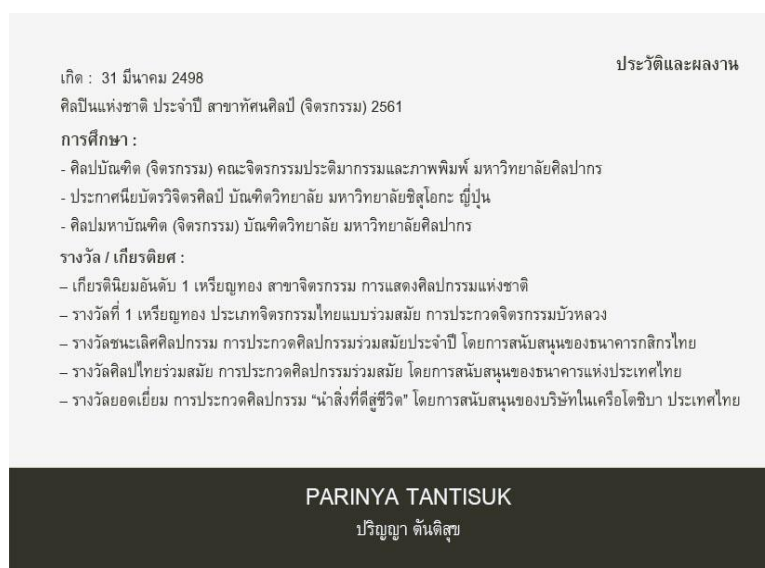 ประวัติและผลงาน
เกิด : 31 มีนาคม 2498
ศิลปินแห่งชาติ ประจำปี สาขาทัศนศิลป์ (จิตรกรรม) 2561
การศึกษา :
- ศิลปบัณฑิต (จิตรกรรม) คณะจิตรกรรมประติมากรรมและภาพพิมพ์ มหาวิทยาลัยศิลปากร
- ประกาศนียบัตรวิจิตรศิลป์ บัณฑิตวิทยาลัย มหาวิทยาลัยชิสุโอกะ ญี่ปุ่น
- ศิลปมหาบัณฑิต (จิตรกรรม) บัณฑิตวิทยาลัย มหาวิทยาลัยศิลปากร
รางวัล / เกียรติยศ :
– เกียรตินิยมอันดับ 1 เหรียญทอง สาขาจิตรกรรม การแสดงศิลปกรรมแห่งชาติ
– รางวัลที่ 1 เหรียญทอง ประเภทจิตรกรรมไทยแบบร่วมสมัย การประกวดจิตรกรรมบัวหลวง
– รางวัลชนะเลิศศิลปกรรม การประกวดศิลปกรรมร่วมสมัยประจำปี โดยการสนับสนุนของธนาคารกสิกรไทย
– รางวัลศิลปไทยร่วมสมัย การประกวดศิลปกรรมร่วมสมัย โดยการสนับสนุนของธนาคารแห่งประเทศไทย
– รางวัลยอดเยี่ยม การประกวดศิลปกรรม “นำสิ่งที่ดีสู่ชีวิต” โดยการสนับสนุนของบริษัทในเครือโตชิบา ประเทศไทย
PARINYA TANTISUK
ปริญญา ตันติสุข